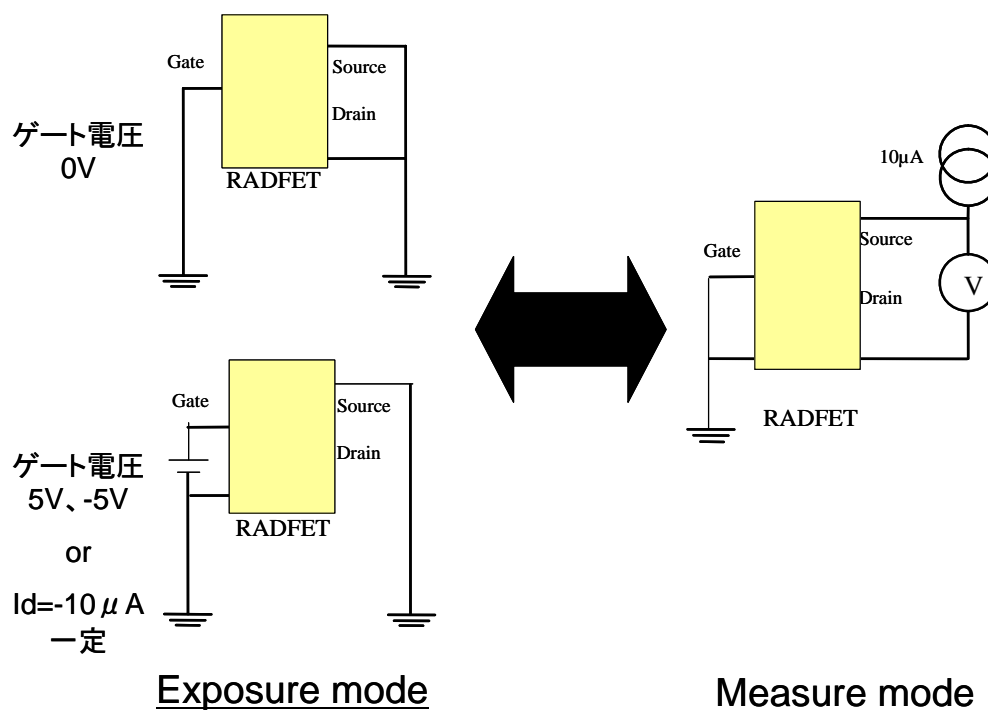 Gate
Source
Drain
RADFET
ゲート電圧
0V
Gate
Source
Drain
RADFET
ゲート電圧
5V、-5V
or
Id=-10μA
一定
Exposure mode
10μA
Gate
Source
Drain
V
RADFET
Measure mode